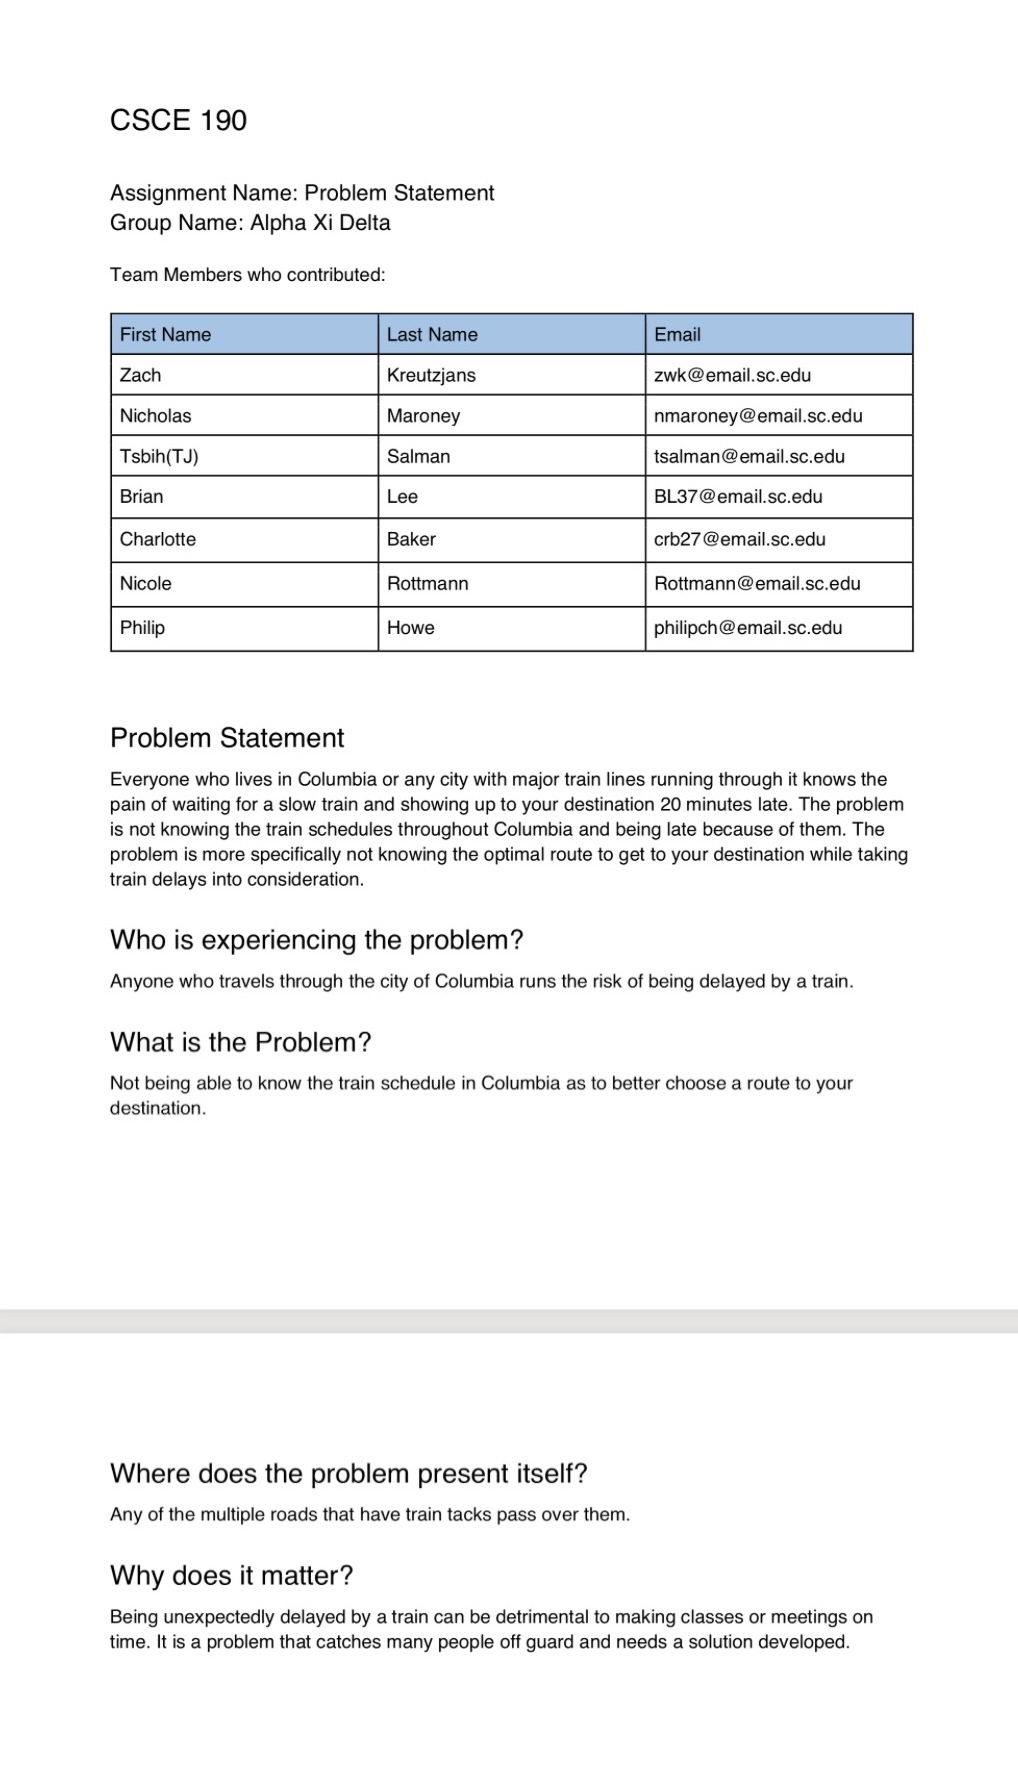 CSCE 190
Assignment Name: Problem Statement
Group Name: Alpha Xi Delta
Team Members who contributed:
First Name Last Name Email
Zach Kreutzjans zwk@email.sc.edu
Nicholas Maroney nmaroney@email.sc.edu
Tsbih(TJ) Salman tsalman@email.sc.edu
Brian Lee BL37@email.sc.edu
Charlotte Baker crb27@email.sc.edu
Nicole Rottmann Rottmann@email.sc.edu
Philip Howe philipch@email.sc.edu
Problem Statement
Everyone who lives in Columbia or any city with major train lines running through it knows the
pain of waiting for a slow train and showing up to your destination 20 minutes late. The problem
is not knowing the train schedules throughout Columbia and being late because of them. The
problem is more specifically not knowing the optimal route to get to your destination while taking
train delays into consideration.
Who is experiencing the problem?
Anyone who travels through the city of Columbia runs the risk of being delayed by a train.
What is the Problem?
Not being able to know the train schedule in Columbia as to better choose a route to your
destination.
Where does the problem present itself?
Any of the multiple roads that have train tacks pass over them.
Why does it matter?
Being unexpectedly delayed by a train can be detrimental to making classes or meetings on
time. It is a problem that catches many people off guard and needs a solution developed.